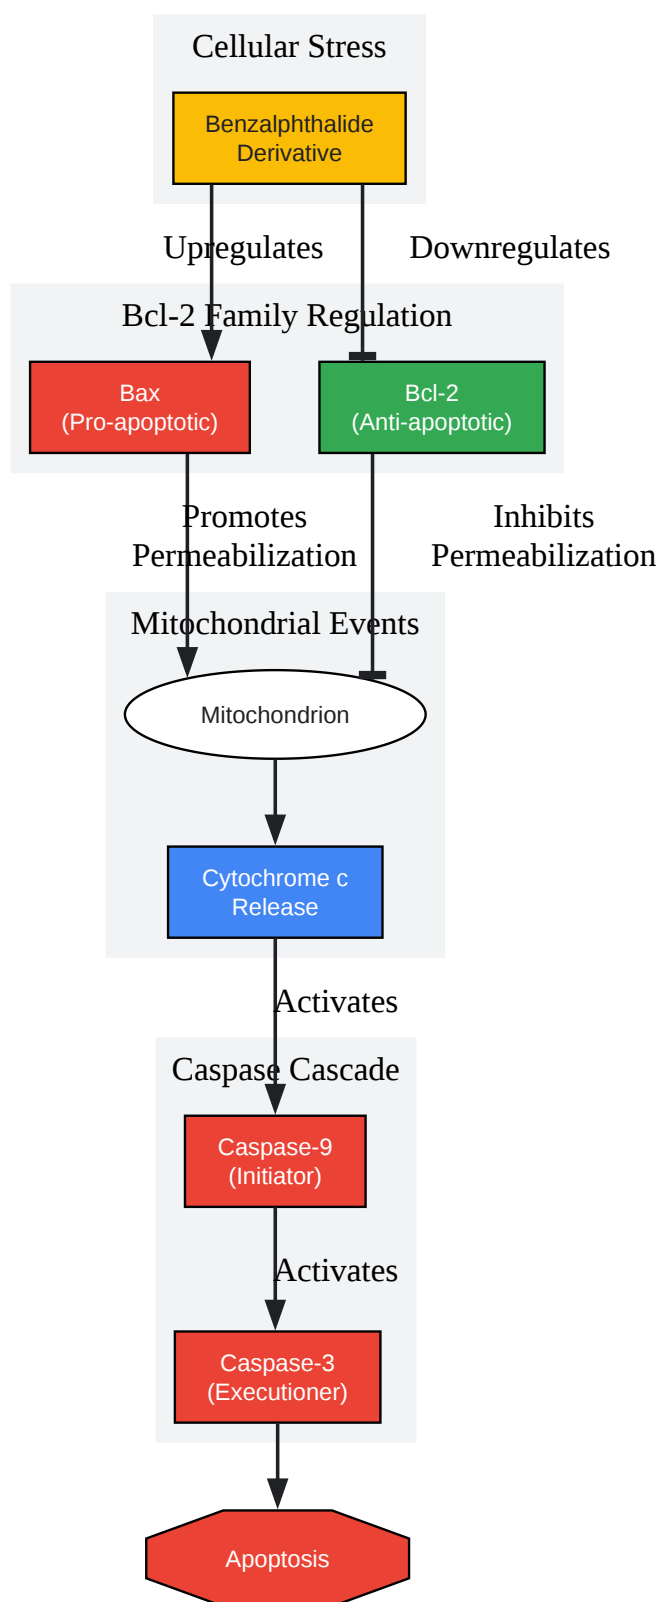 Cellular Stress
Benzalphthalide
Derivative
Upregulates
Downregulates
Bcl-2 Family Regulation
Bax
(Pro-apoptotic)
Bcl-2
(Anti-apoptotic)
Promotes
Permeabilization
Inhibits
Permeabilization
Mitochondrial Events
Mitochondrion
Cytochrome c
Release
Activates
Caspase Cascade
Caspase-9
(Initiator)
Activates
Caspase-3
(Executioner)
Apoptosis